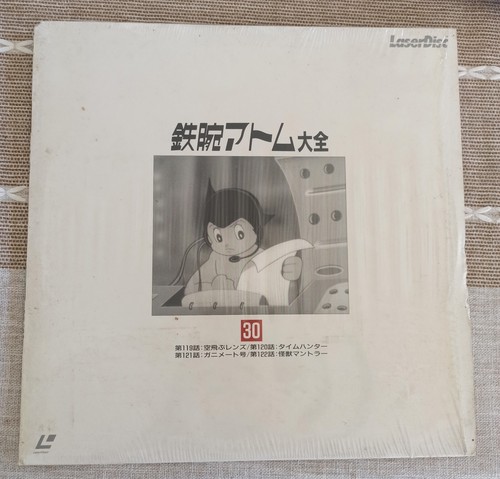 LaserDisc
鉄腕アトム大全
30
第119話:空飛ぶレンズ/第120話:タイムハンター
第121話:ガニメート号/第122話:怪獣マントラー